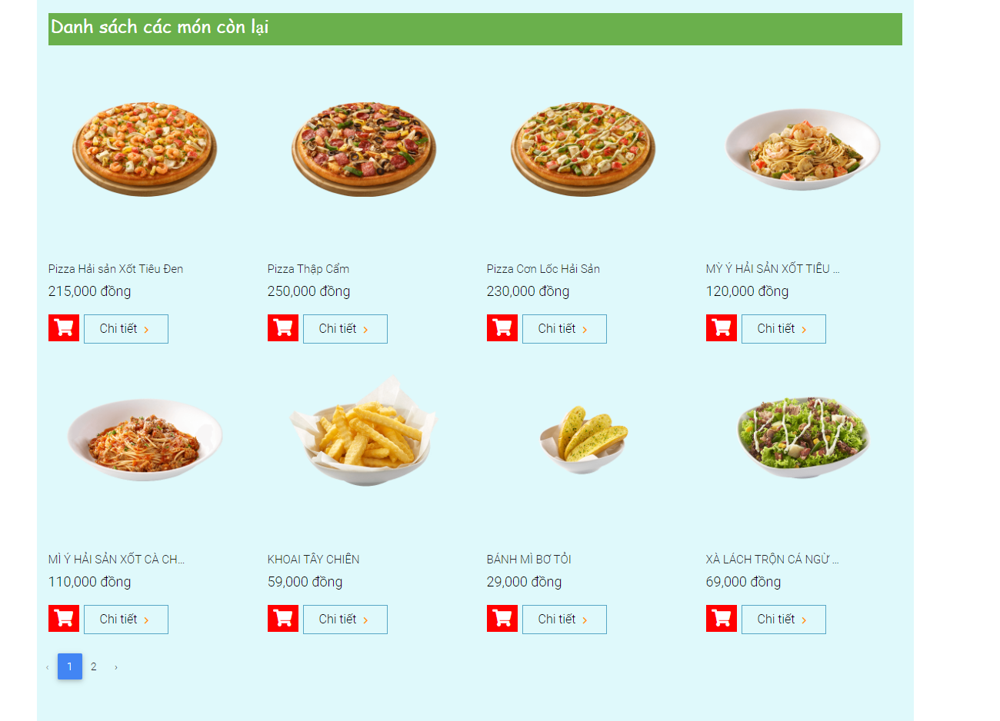 Danh sách các món còn lại
Pizza Hải sản Xốt Tiêu Đen
215,000 đồng
Chi tiết ›
Pizza Thập Cẩm
250,000 đồng
Chi tiết ›
Pizza Cơn Lốc Hải Sản
230,000 đồng
Chi tiết ›
MỲ Ý HẢI SẢN XỐT TIÊU ...
120,000 đồng
Chi tiết ›
MÌ Ý HẢI SẢN XỐT CÀ CH...
110,000 đồng
Chi tiết ›
KHOAI TÂY CHIÊN
59,000 đồng
Chi tiết ›
BÁNH MÌ BƠ TỎI
29,000 đồng
Chi tiết ›
XÀ LÁCH TRỘN CÁ NGỪ ...
69,000 đồng
Chi tiết ›
‹ 1 2 ›